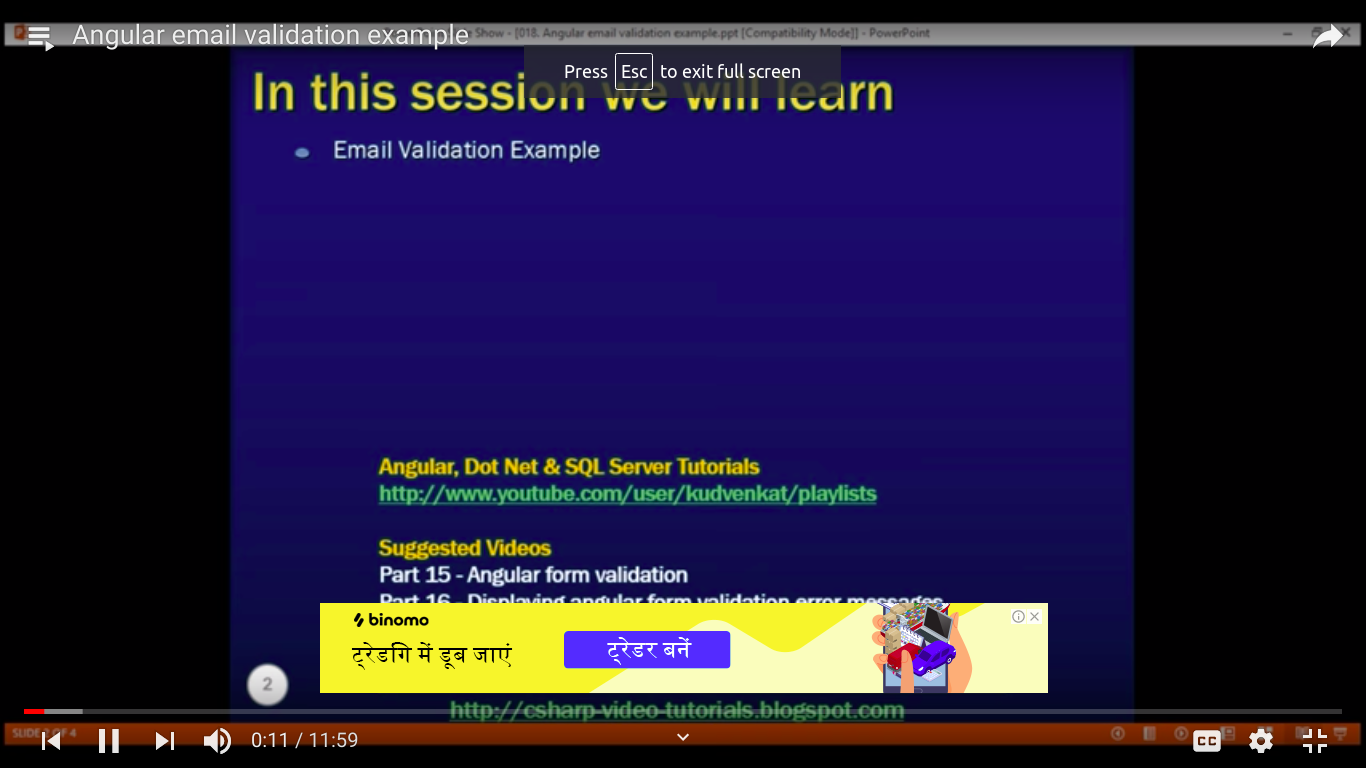 Angular email validation example
Show - [018. Angular email validation example.ppt [Compatibility Mode]] - PowerPoint
Press Esc to exit full screen
In this session we will learn
Email Validation Example
Angular, Dot Net & SQL Server Tutorials
http://www.youtube.com/user/kudvenkat/playlists
Suggested Videos
Part 15 - Angular form validation
Part 16 - Displaying angular form validation error messages
binomo
ट्रेडिंग में डूब जाएं
ट्रेडर बनें
2
http://csharp-video-tutorials.blogspot.com
SLIDE 2 OF 4
0:11 / 11:59
CC